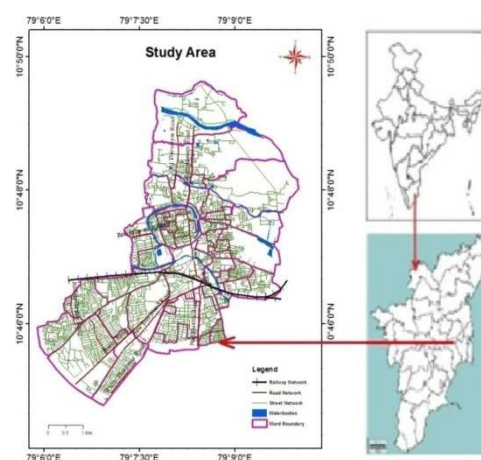 79°6'0"E 79°7'30"E 79°9'0"E
Study Area
10°50'0"N
10°50'0"N
10°48'0"N
10°48'0"N
10°46'0"N
0°46'0"N
Legend
Railway Network
Road Network
Street Network
Waterbodies
Ward Boundary
79°6'0"E 79°7'30"E 79°9'0"E